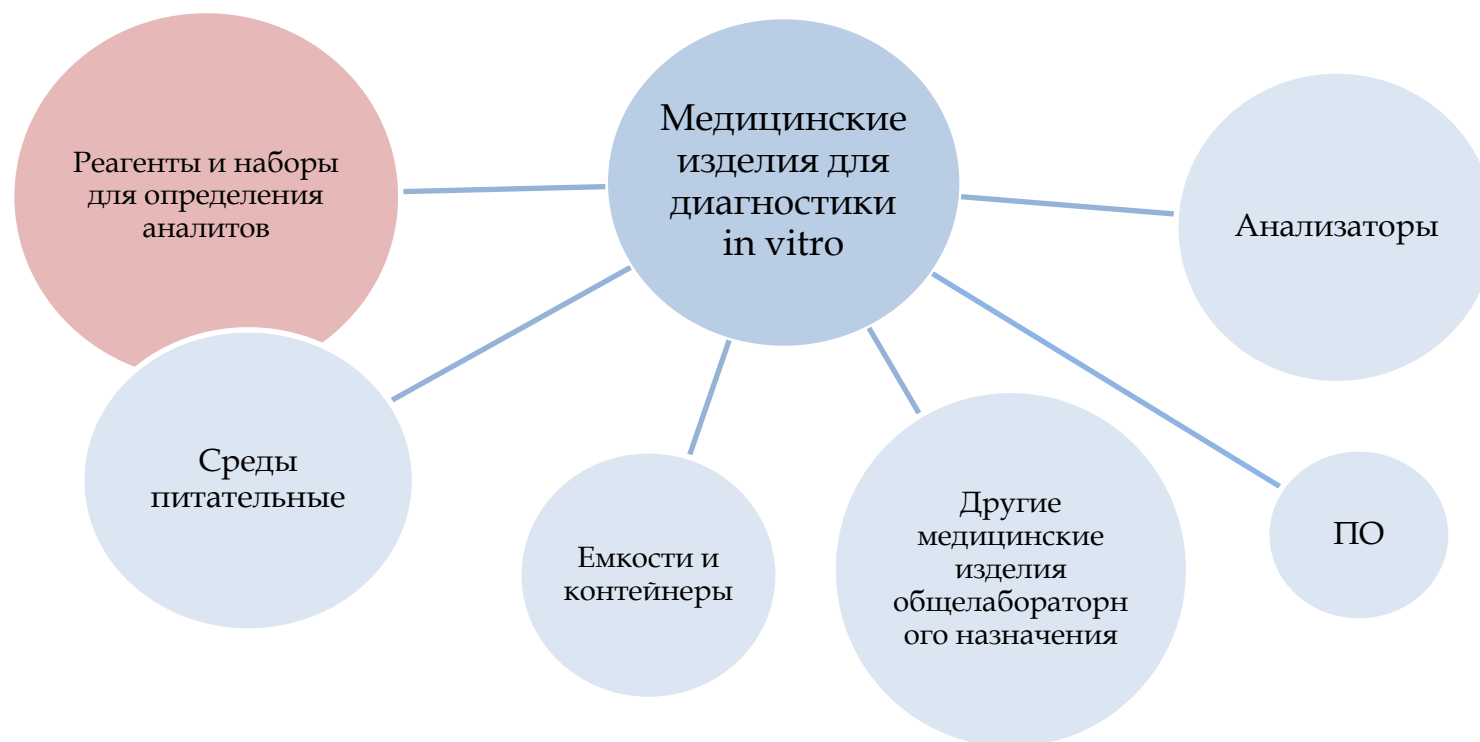 Медицинские
изделия для
диагностики
in vitro
Реагенты и наборы
для определения
аналитов
Анализаторы
Среды
питательные
Емкости и
контейнеры
Другие
медицинские
изделия
общелабораторн
ого назначения
ПО